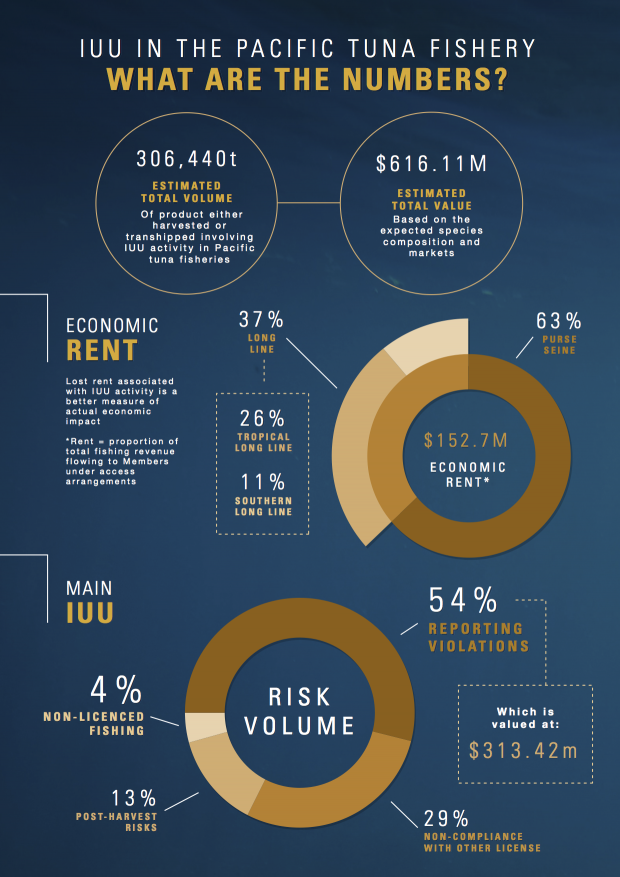 IUU IN THE PACIFIC TUNA FISHERY
WHAT ARE THE NUMBERS?
306,440t
ESTIMATED
TOTAL VOLUME
Of product either
harvested or
transhipped involving
IUU activity in Pacific
tuna fisheries
$616.11M
ESTIMATED
TOTAL VALUE
Based on the
expected species
composition and
markets
ECONOMIC
RENT
Lost rent associated
with IUU activity is a
better measure of
actual economic
impact
*Rent = proportion of
total fishing revenue
flowing to Members
under access
arrangements
37%
LONG
LINE
26%
TROPICAL
LONG LINE
11%
SOUTHERN
LONG LINE
63%
PURSE
SEINE
$152.7M
ECONOMIC
RENT*
MAIN
IUU
54%
REPORTING
VIOLATIONS
Which is
valued at:
$313.42m
RISK
VOLUME
4%
NON-LICENCED
FISHING
13%
POST-HARVEST
RISKS
29%
NON-COMPLIANCE
WITH OTHER LICENSE